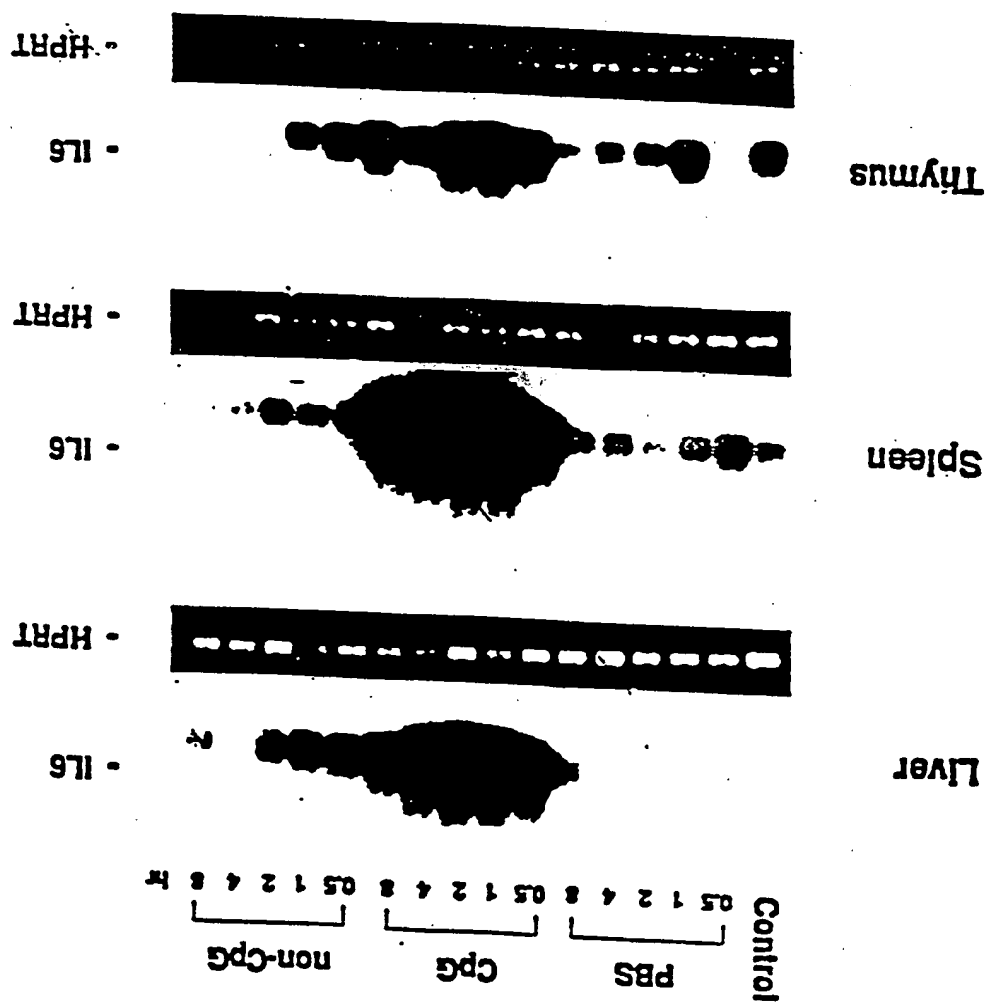 Control PBS CpG non-CpG
0.5 1 2 4 8 0.5 1 2 4 8 0.5 1 2 4 8 hr
Liver - IL6
- HPRT
Spleen - IL6
- HPRT
Thymus - IL6
- HPRT